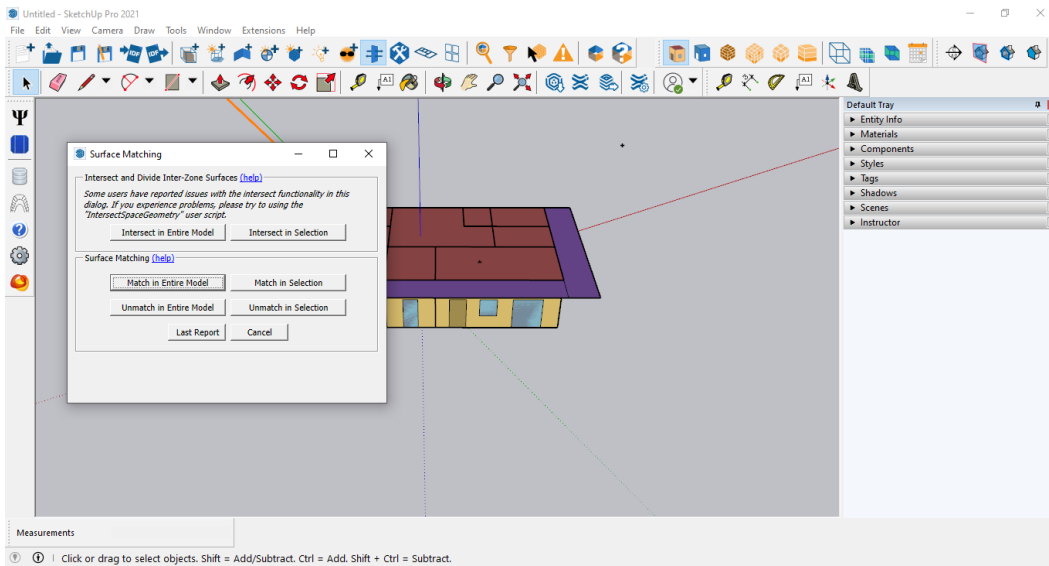 Untitled - SketchUp Pro 2021
File Edit View Camera Draw Tools Window Extensions Help
IDF IDF
A1 A1
Ψ
Default Tray
Entity Info
Materials
Components
Styles
Tags
Shadows
Scenes
Instructor
Surface Matching
Intersect and Divide Inter-Zone Surfaces (help)
Some users have reported issues with the intersect functionality in this
dialog. If you experience problems, please try to using the
"IntersectSpaceGeometry" user script.
Intersect in Entire Model Intersect in Selection
Surface Matching (help)
Match in Entire Model Match in Selection
Unmatch in Entire Model Unmatch in Selection
Last Report Cancel
Measurements
Click or drag to select objects. Shift = Add/Subtract. Ctrl = Add. Shift + Ctrl = Subtract.